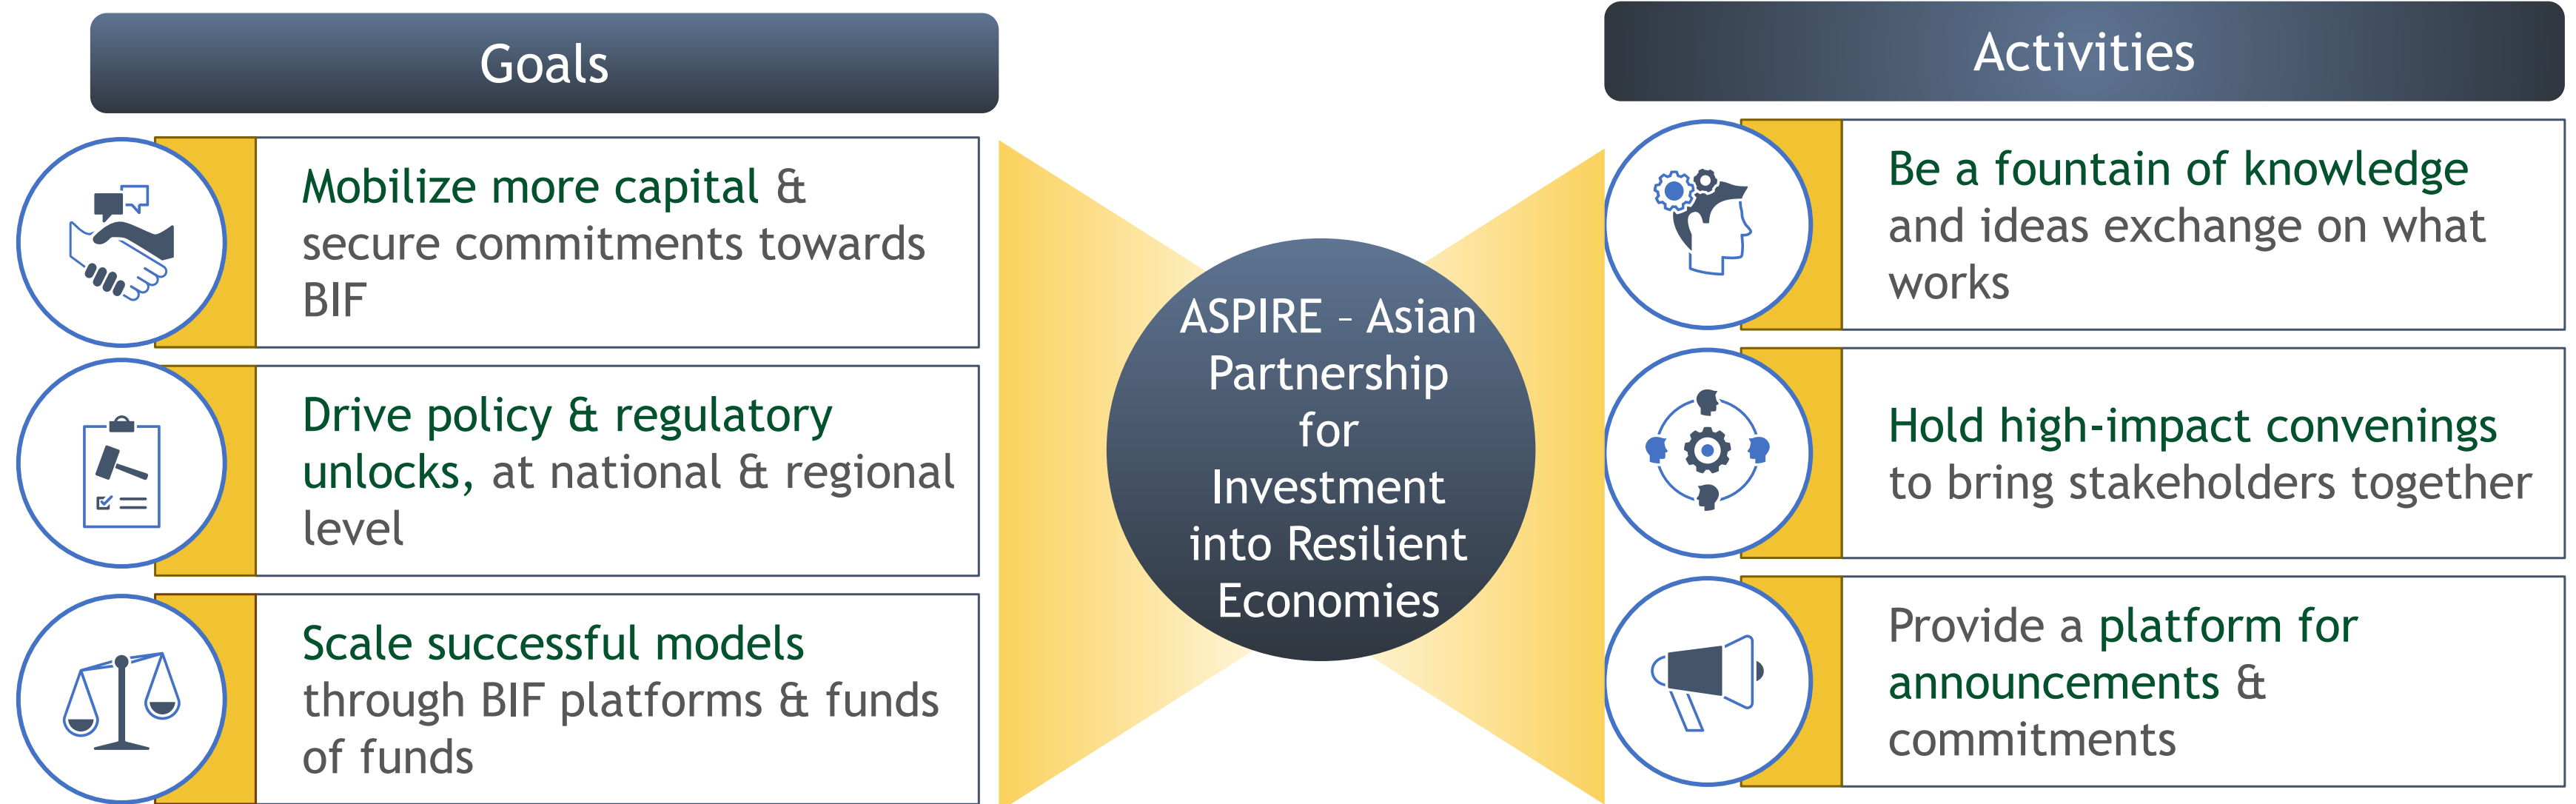 Goals
Mobilize more capital &
secure commitments towards
BIF
Drive policy & regulatory
unlocks, at national & regional
level
Scale successful models
through BIF platforms & funds
of funds
ASPIRE – Asian
Partnership
for
Investment
into Resilient
Economies
Activities
Be a fountain of knowledge
and ideas exchange on what
works
Hold high-impact convenings
to bring stakeholders together
Provide a platform for
announcements &
commitments